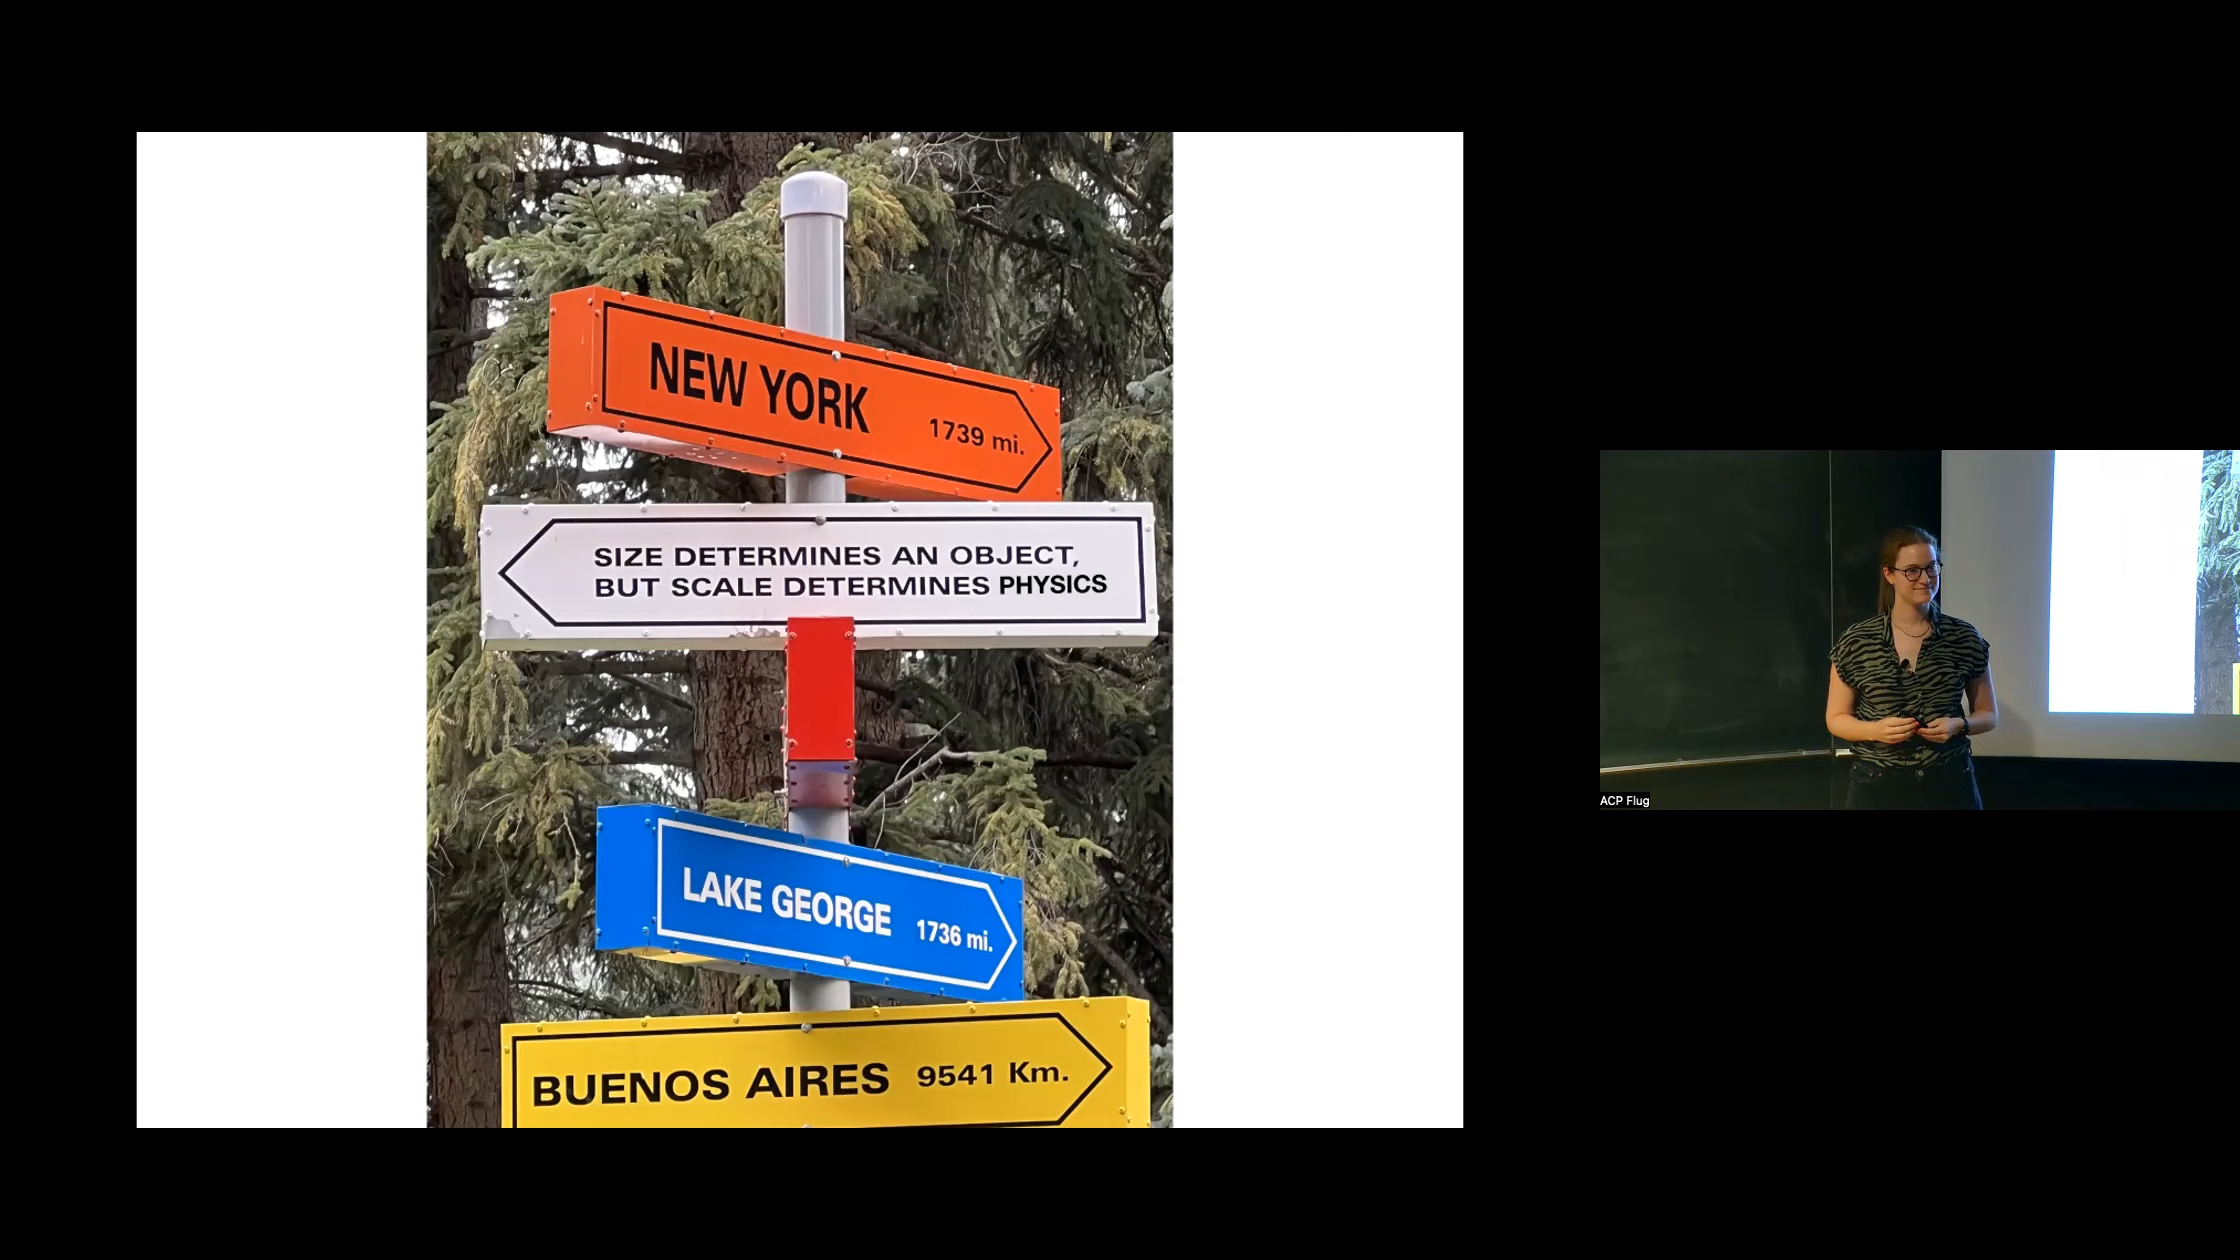 NEW YORK 1739 mi.
SIZE DETERMINES AN OBJECT,
BUT SCALE DETERMINES PHYSICS
LAKE GEORGE 1736 mi.
BUENOS AIRES 9541 Km.
ACP Flug